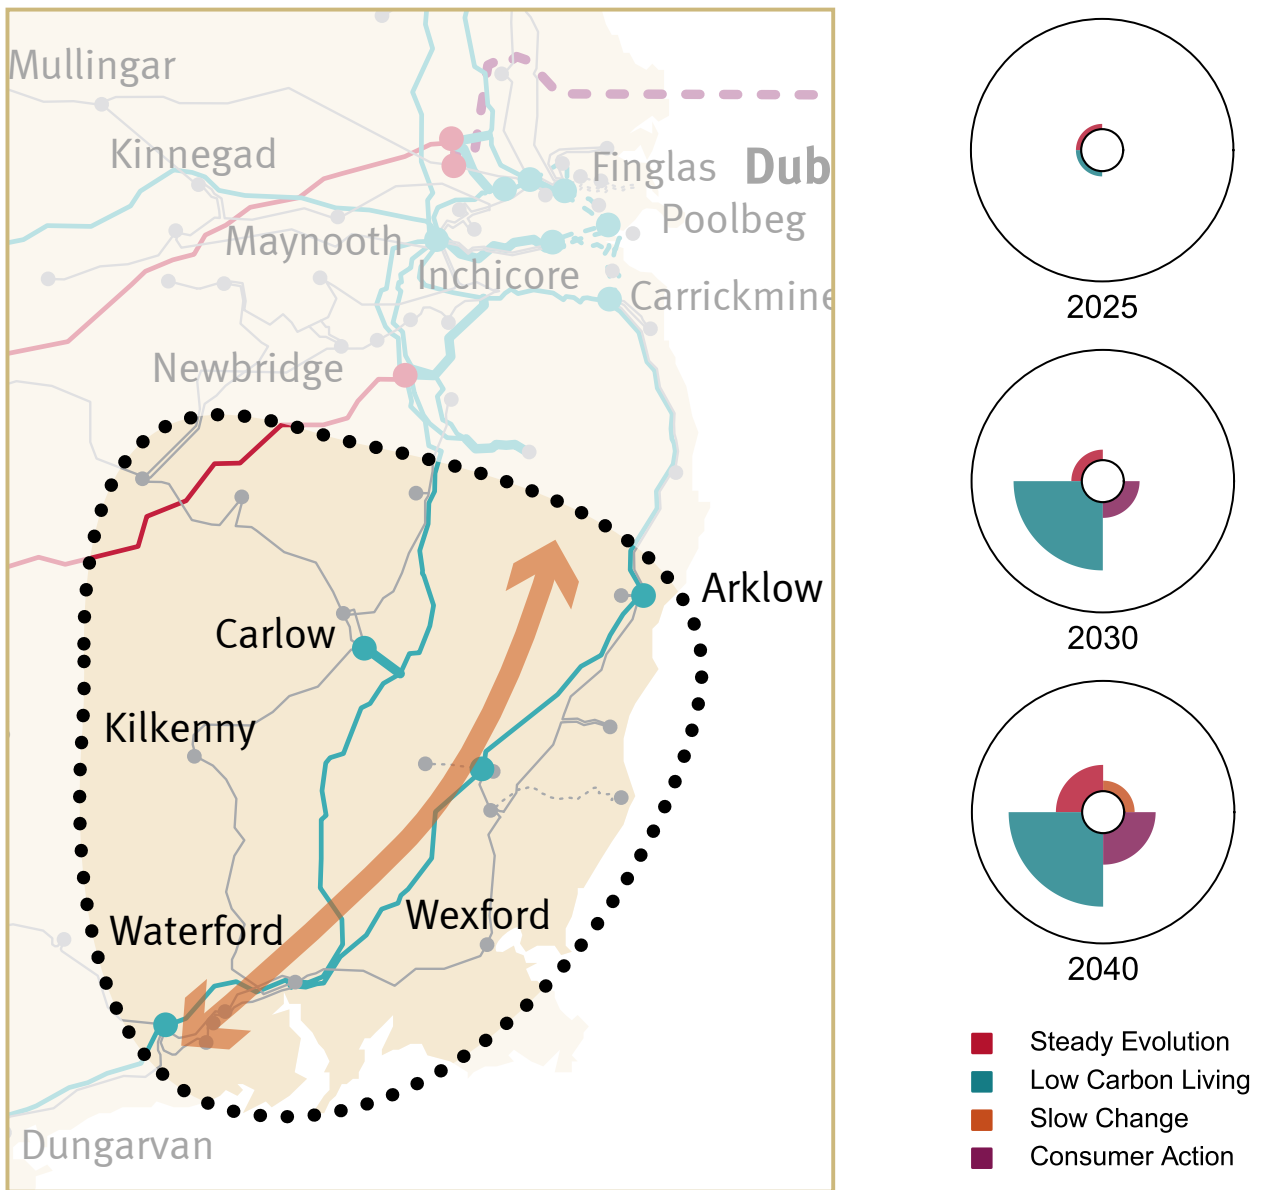 Mullingar
Kinnegad
Finglas
Dub
Poolbeg
Maynooth
Inchicore
Carrickmine
Newbridge
Arklow
Carlow
Kilkenny
Wexford
Waterford
Dungarvan
2025
2030
2040
Steady Evolution
Low Carbon Living
Slow Change
Consumer Action